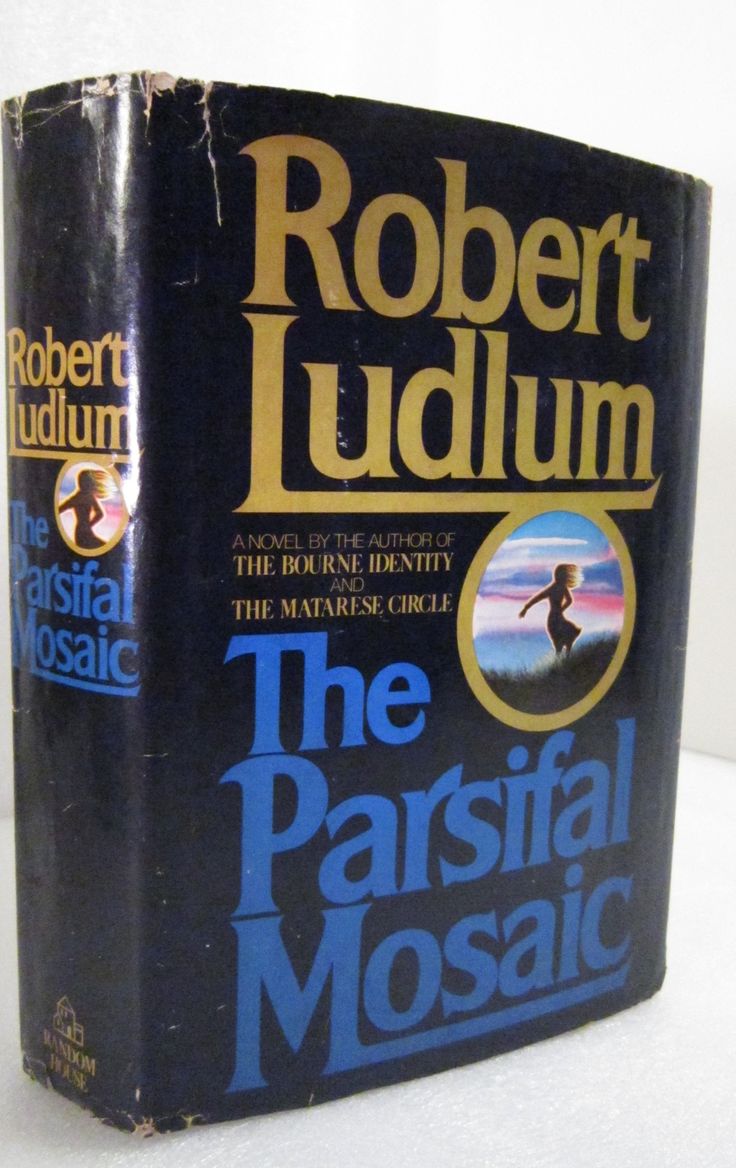 Robert
Ludlum
The
Parsifal
Mosaic
RANDOM
HOUSE
Robert
Ludlum
A NOVEL BY THE AUTHOR OF
THE BOURNE IDENTITY
AND
THE MATARESE CIRCLE
The
Parsifal
Mosaic